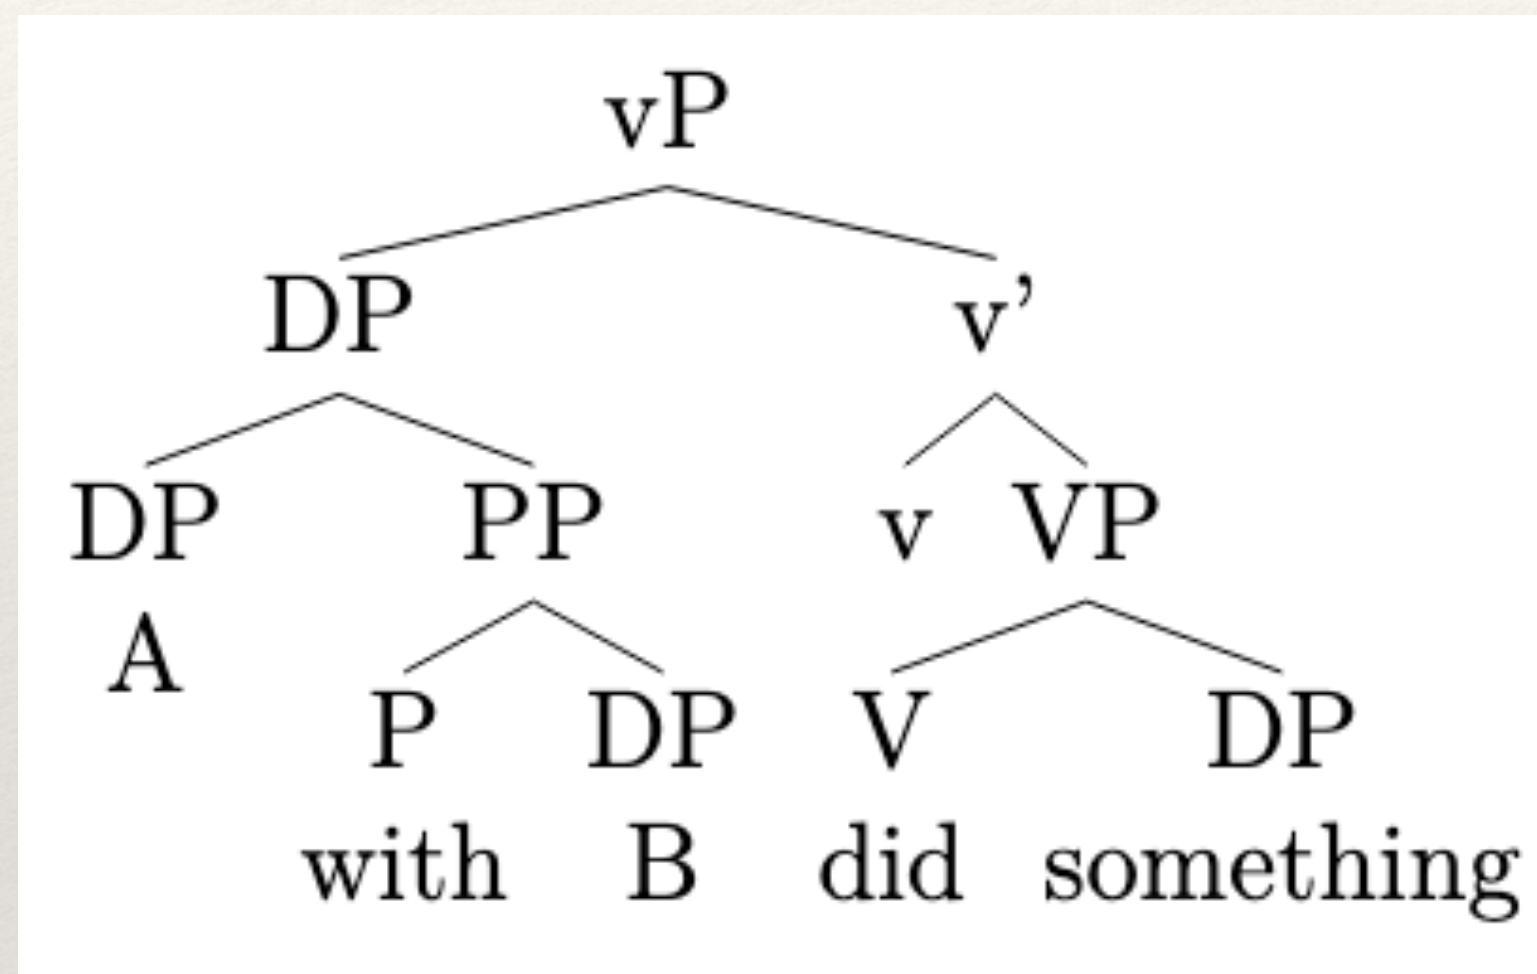 vP
DP v’
DP PP v VP
A
P DP V DP
with B did something